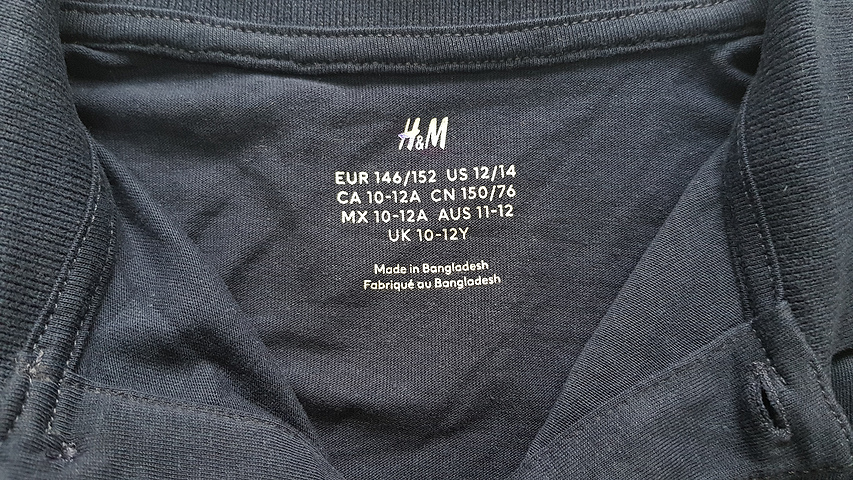 H&M
EUR 146/152 US 12/14
CA 10-12A CN 150/76
MX 10-12A AUS 11-12
UK 10-12Y
Made in Bangladesh
Fabriqué au Bangladesh